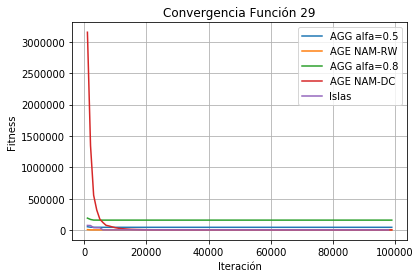 Convergencia Función 29
3000000
2500000
2000000
1500000
1000000
500000
0
Fitness
AGG alfa=0.5
AGE NAM-RW
AGG alfa=0.8
AGE NAM-DC
Islas
0 20000 40000 60000 80000 100000
Iteración